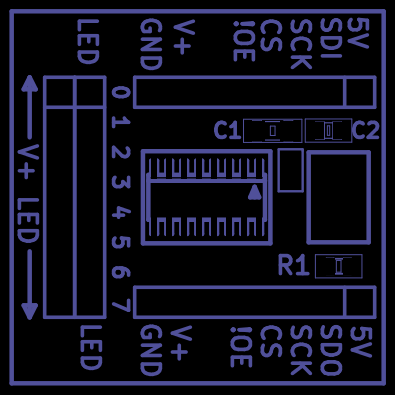 LED GND V+ !OE CS SCK SDI 5V
0
1
C1 C2
2
3
V+ LED
4
5
6
R1
7
LED GND V+ !OE CS SCK SDO 5V